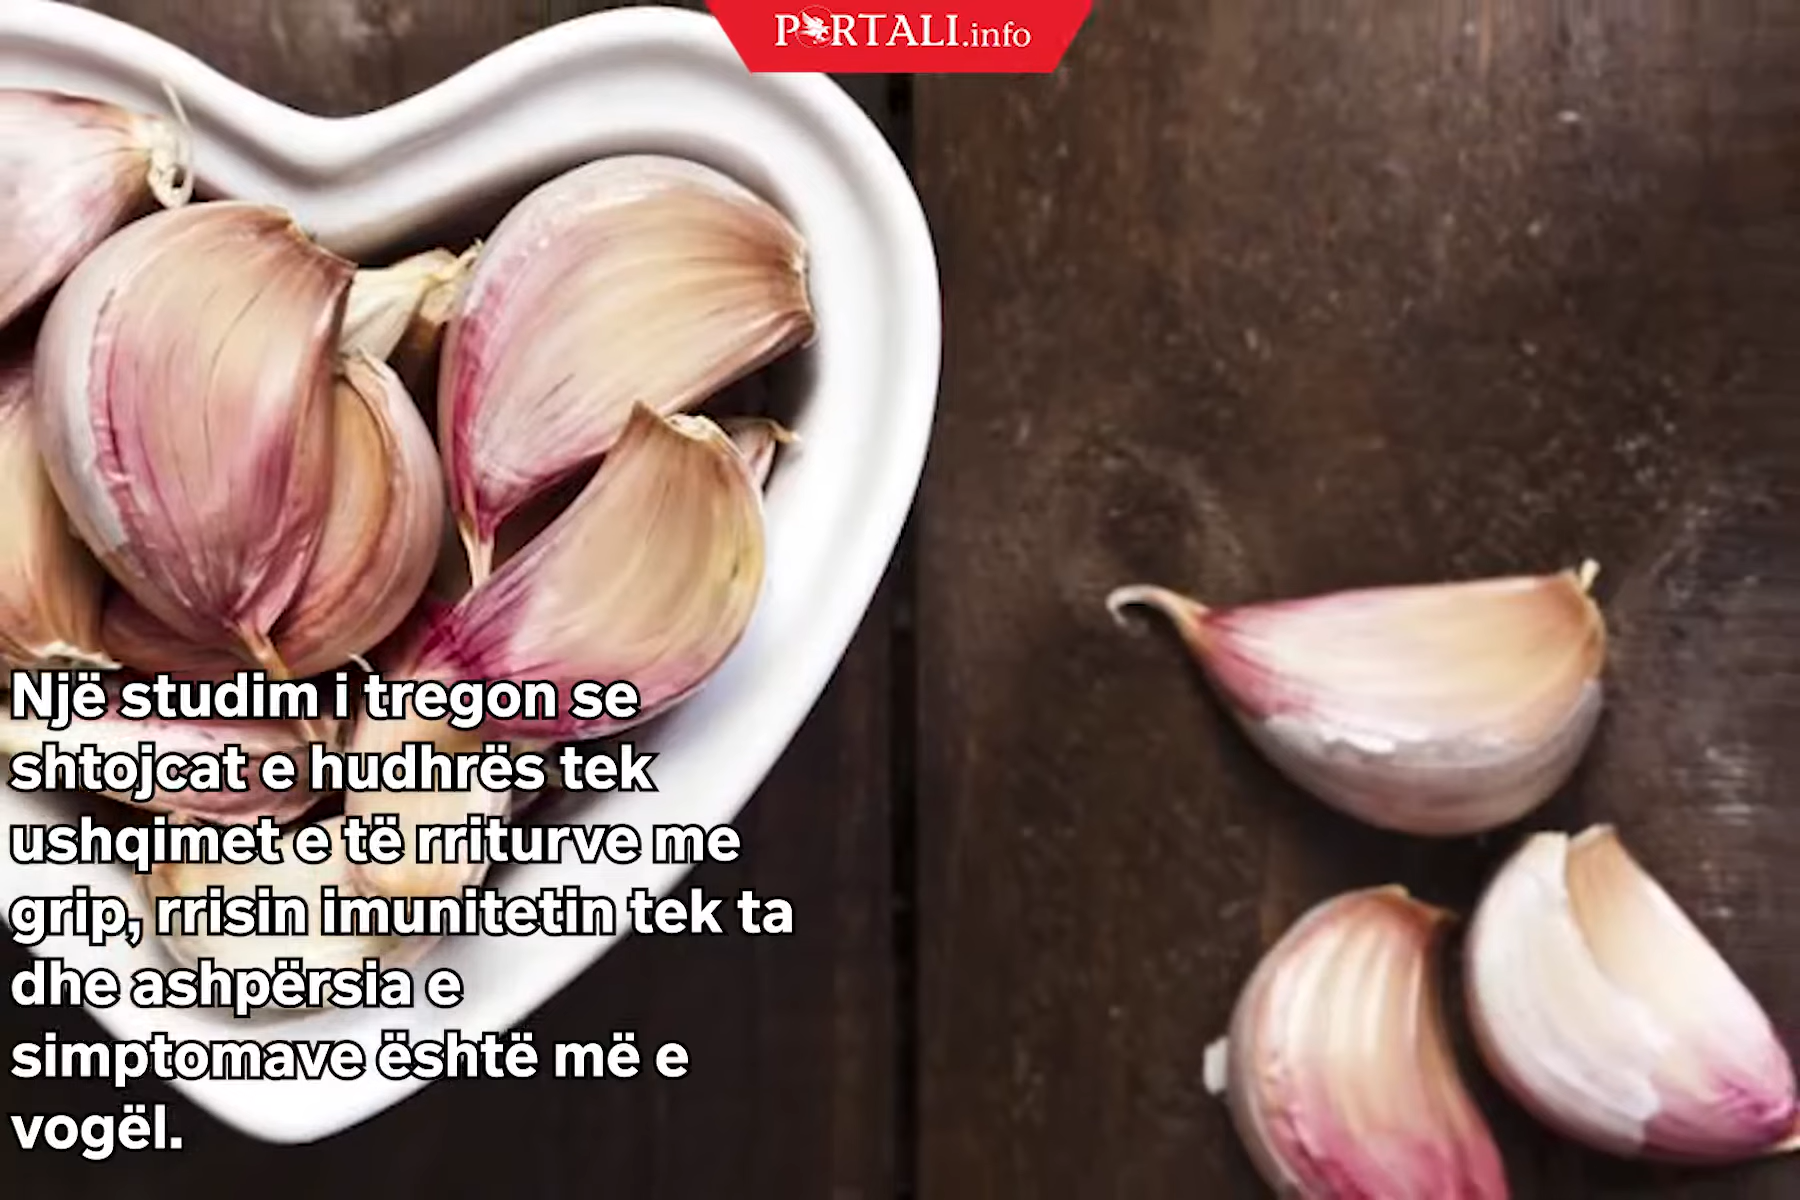 PORTALI.info
Një studim i tregon se
shtojcat e hudhrës tek
ushqimet e të rriturve me
grip, rrisin imunitetin tek ta
dhe ashpërsia e
simptomave është më e
vogël.